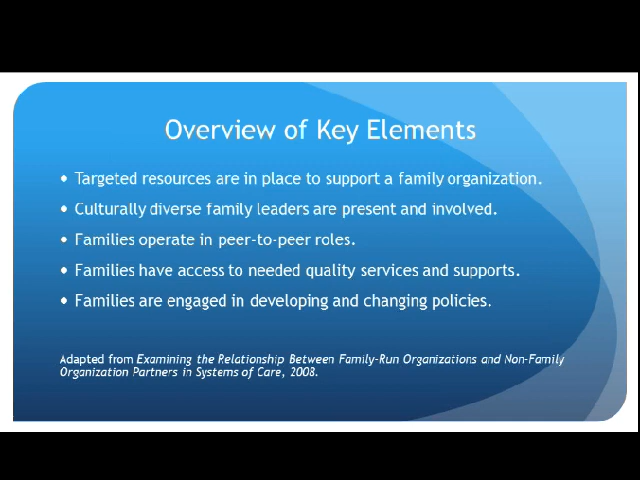 Overview of Key Elements
• Targeted resources are in place to support a family organization.
• Culturally diverse family leaders are present and involved.
• Families operate in peer-to-peer roles.
• Families have access to needed quality services and supports.
• Families are engaged in developing and changing policies.
Adapted from Examining the Relationship Between Family-Run Organizations and Non-Family
Organization Partners in Systems of Care, 2008.